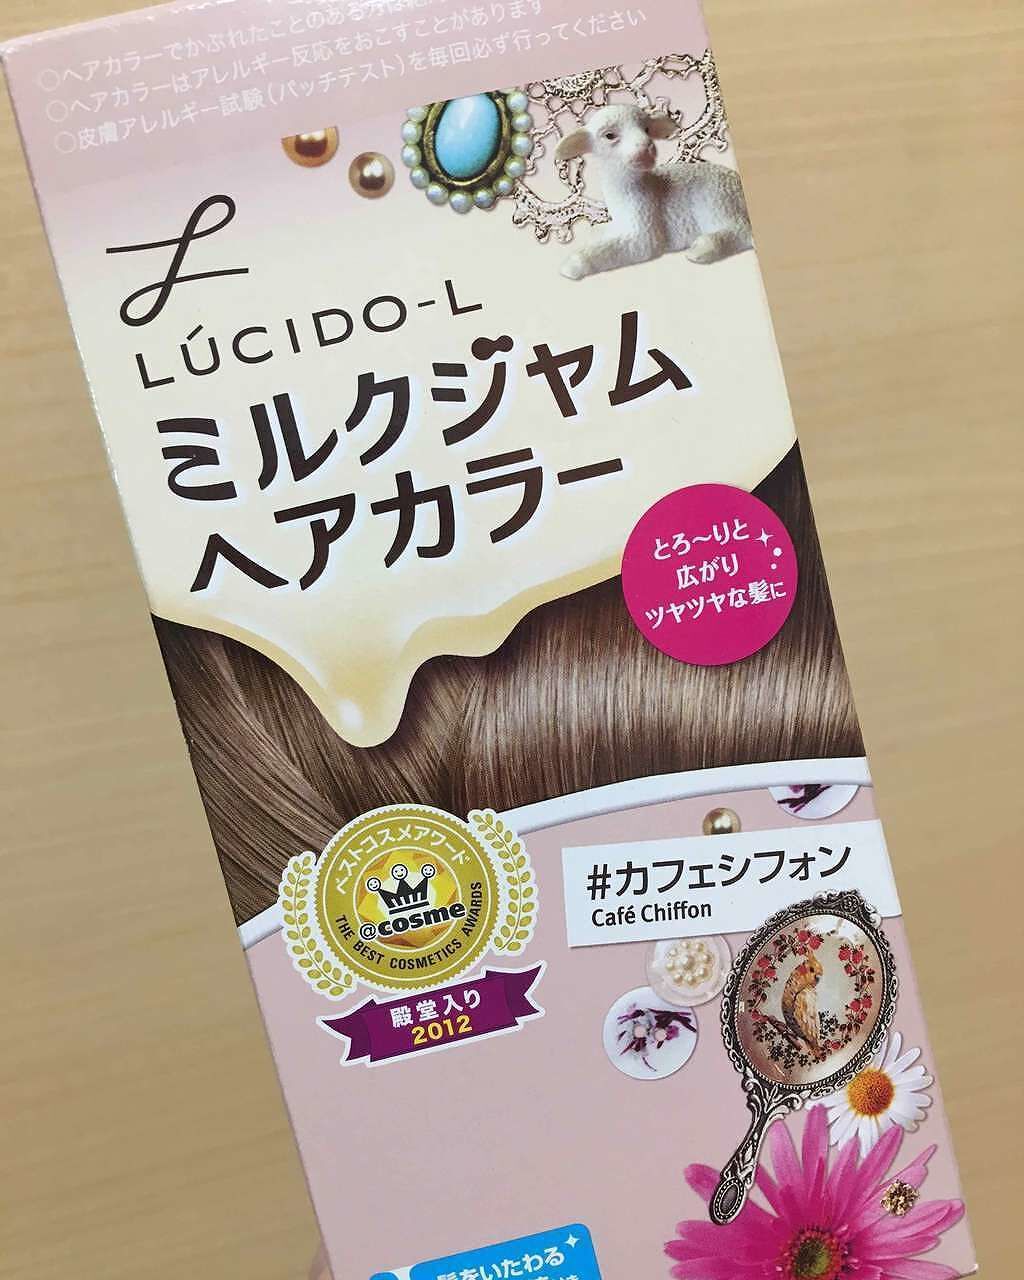 ○ヘアカラーでかぶれたことのある方は絶
○ヘアカラーはアレルギー反応をおこすことがあります
○皮膚アレルギー試験(パッチテスト)を毎回必ず行ってください
LÚCIDO-L
ミルクジャム
ヘアカラー
とろ〜りと
広がり
ツヤツヤな髪に
ベストコスメアワード
@cosme
THE BEST COSMETICS AWARDS
殿堂入り
2012
#カフェシフォン
Café Chiffon
髪をいたわる